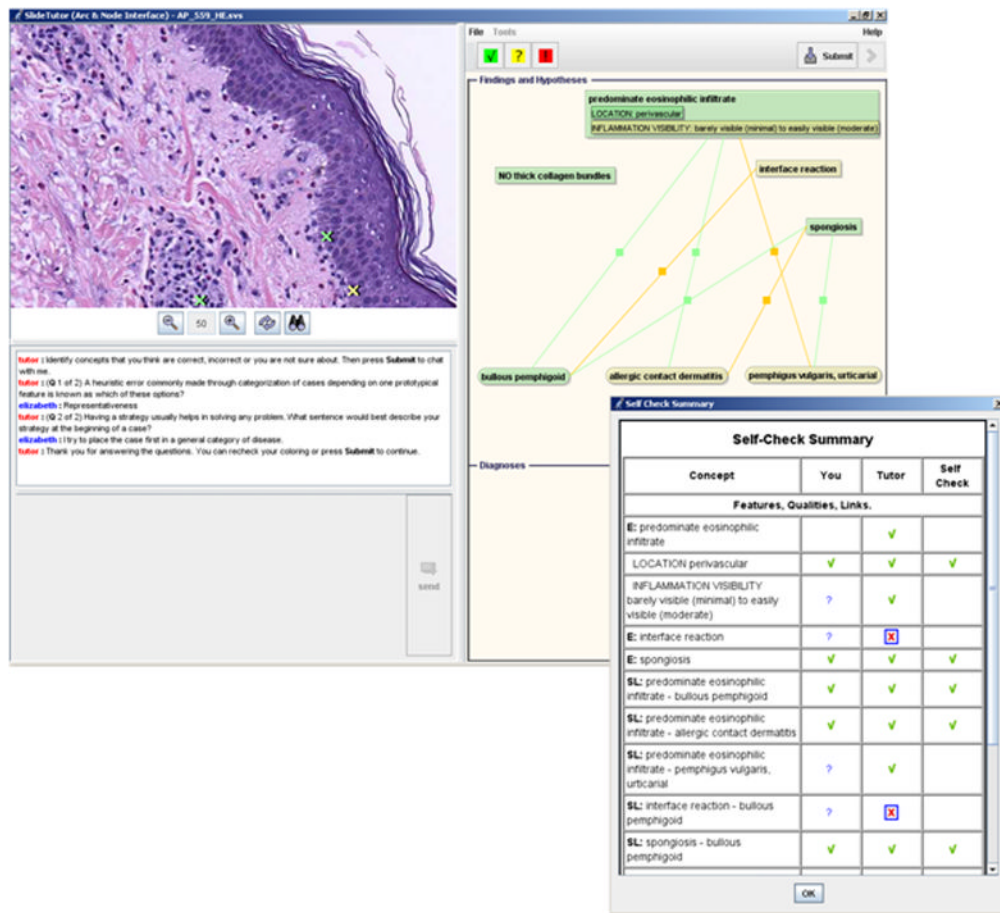 SlideTutor (Arc & Node Interface) - AP_559_HE.svs
File Tools
Help
√ ? !
Submit
Findings and Hypotheses
predominate eosinophilic infiltrate
LOCATION: perivascular
INFLAMMATION VISIBILITY: barely visible (minimal) to easily visible (moderate)
NO thick collagen bundles
interface reaction
spongiosis
bullous pemphigoid
allergic contact dermatitis
pemphigus vulgaris, urticarial
Diagnoses
50
tutor : Identify concepts that you think are correct, incorrect or you are not sure about. Then press Submit to chat
with me.
tutor : (Q 1 of 2) A heuristic error commonly made through categorization of cases depending on one prototypical
feature is known as which of these options?
elizabeth : Representativeness
tutor : (Q 2 of 2) Having a strategy usually helps in solving any problem. What sentence would best describe your
strategy at the beginning of a case?
elizabeth : I try to place the case first in a general category of disease.
tutor : Thank you for answering the questions. You can recheck your coloring or press Submit to continue.
send
Self Check Summary
Self-Check Summary
Concept You Tutor Self
Check
Features, Qualities, Links.
E: predominate eosinophilic
infiltrate √
LOCATION perivascular √ √ √
INFLAMMATION VISIBILITY
barely visible (minimal) to easily
visible (moderate) ? √
E: interface reaction ? X
E: spongiosis √ √ √
SL: predominate eosinophilic
infiltrate - bullous pemphigoid √ √ √
SL: predominate eosinophilic
infiltrate - allergic contact dermatitis √ √ √
SL: predominate eosinophilic
infiltrate - pemphigus vulgaris,
urticarial ? √
SL: interface reaction - bullous
pemphigoid ? X
SL: spongiosis - bullous
pemphigoid √ √ √
OK